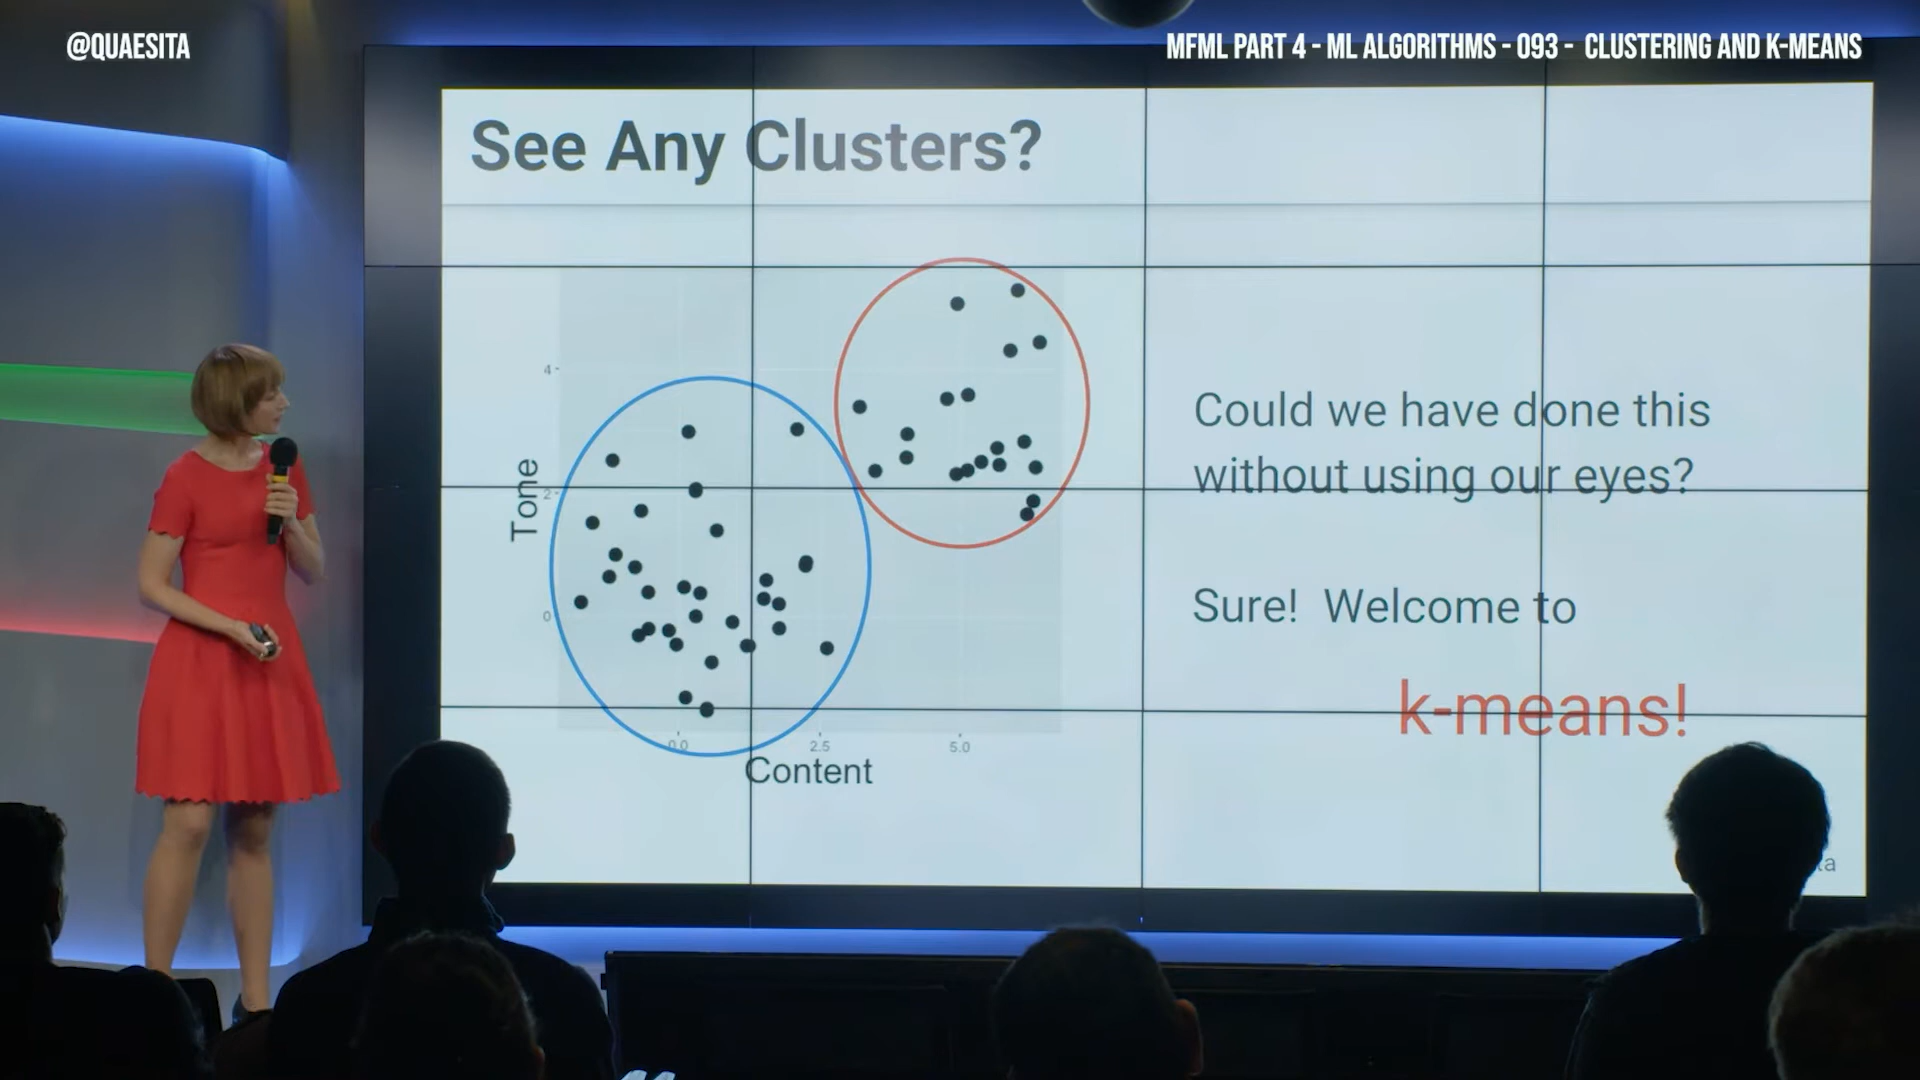 @QUAESITA
MFML PART 4 - ML ALGORITHMS - 093 - CLUSTERING AND K-MEANS
See Any Clusters?
Tone
4
2
0
0.0
2.5
5.0
Content
Could we have done this
without using our eyes?
Sure! Welcome to
k-means!